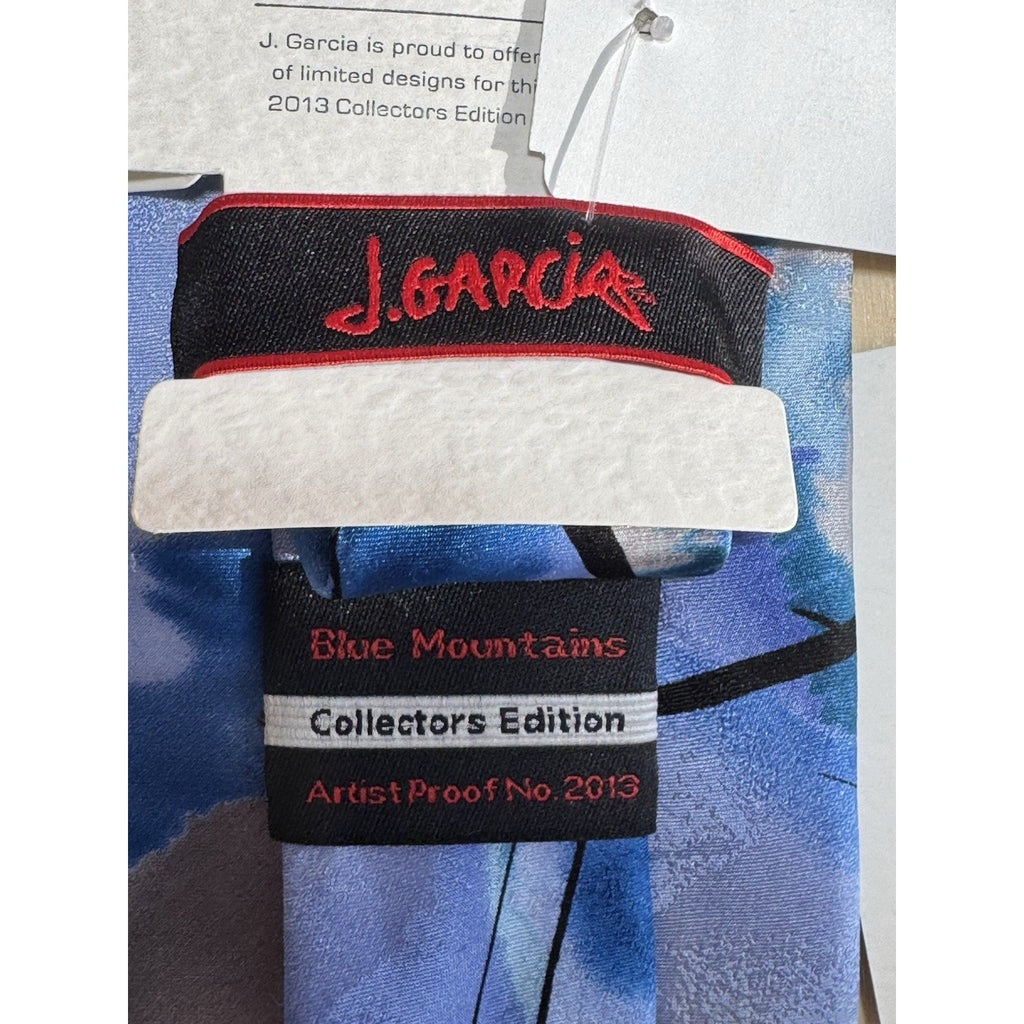 J. Garcia is proud to offer
of limited designs for thi
2013 Collectors Edition
J.GARCIA
Blue Mountains
Collectors Edition
Artist Proof No. 2013